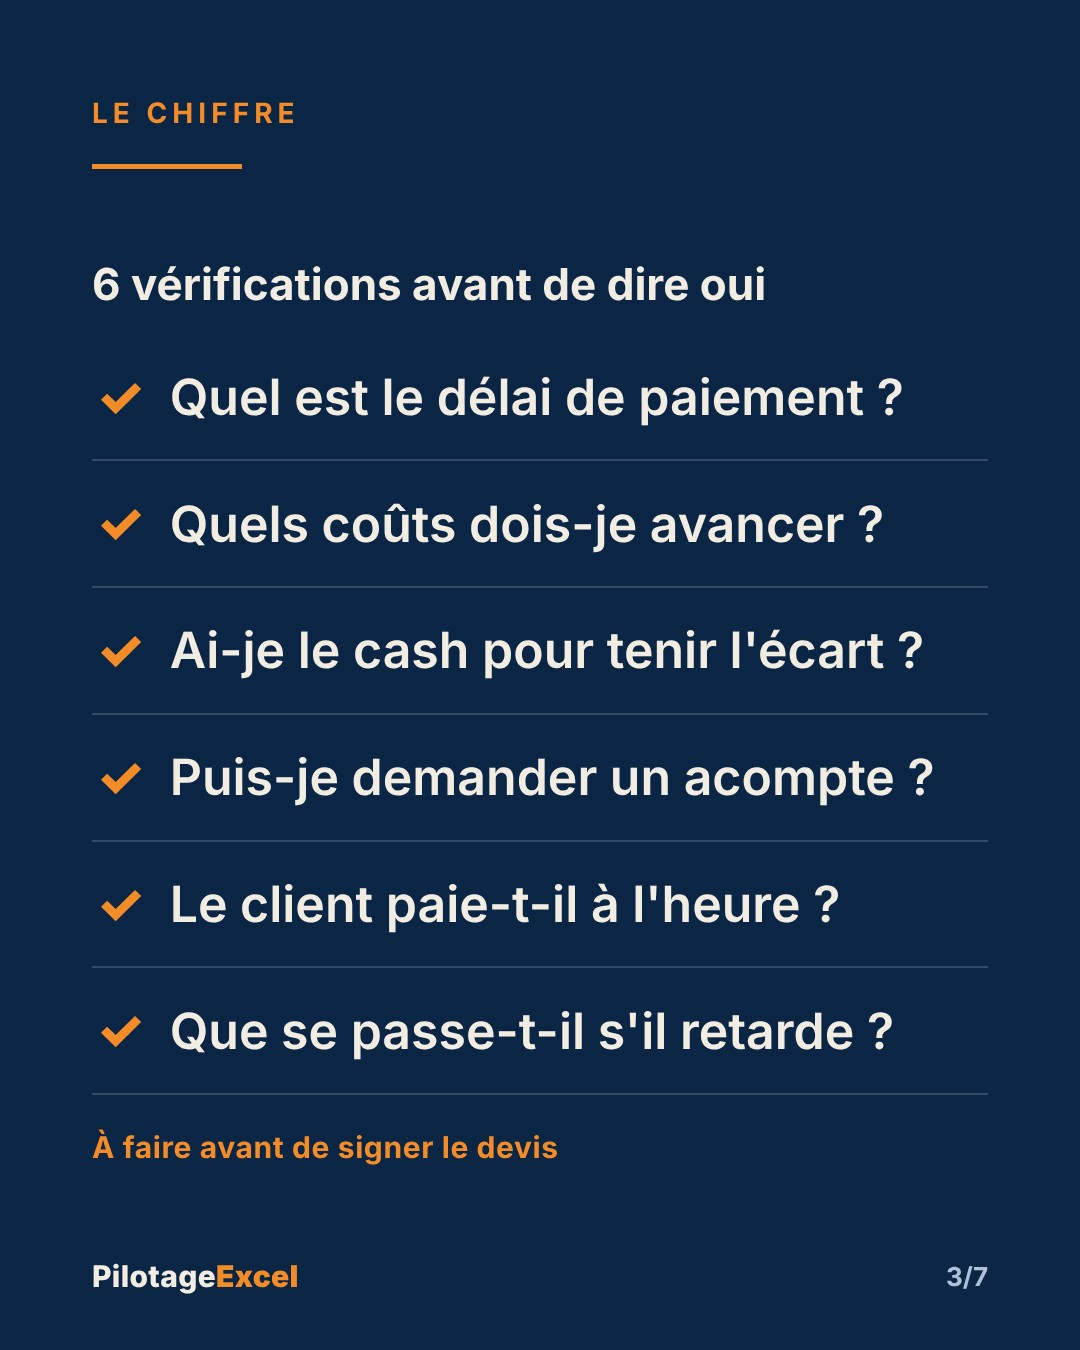 LE CHIFFRE
6 vérifications avant de dire oui
Quel est le délai de paiement ?
Quels coûts dois-je avancer ?
Ai-je le cash pour tenir l'écart ?
Puis-je demander un acompte ?
Le client paie-t-il à l'heure ?
Que se passe-t-il s'il retarde ?
À faire avant de signer le devis
PilotageExcel
3/7